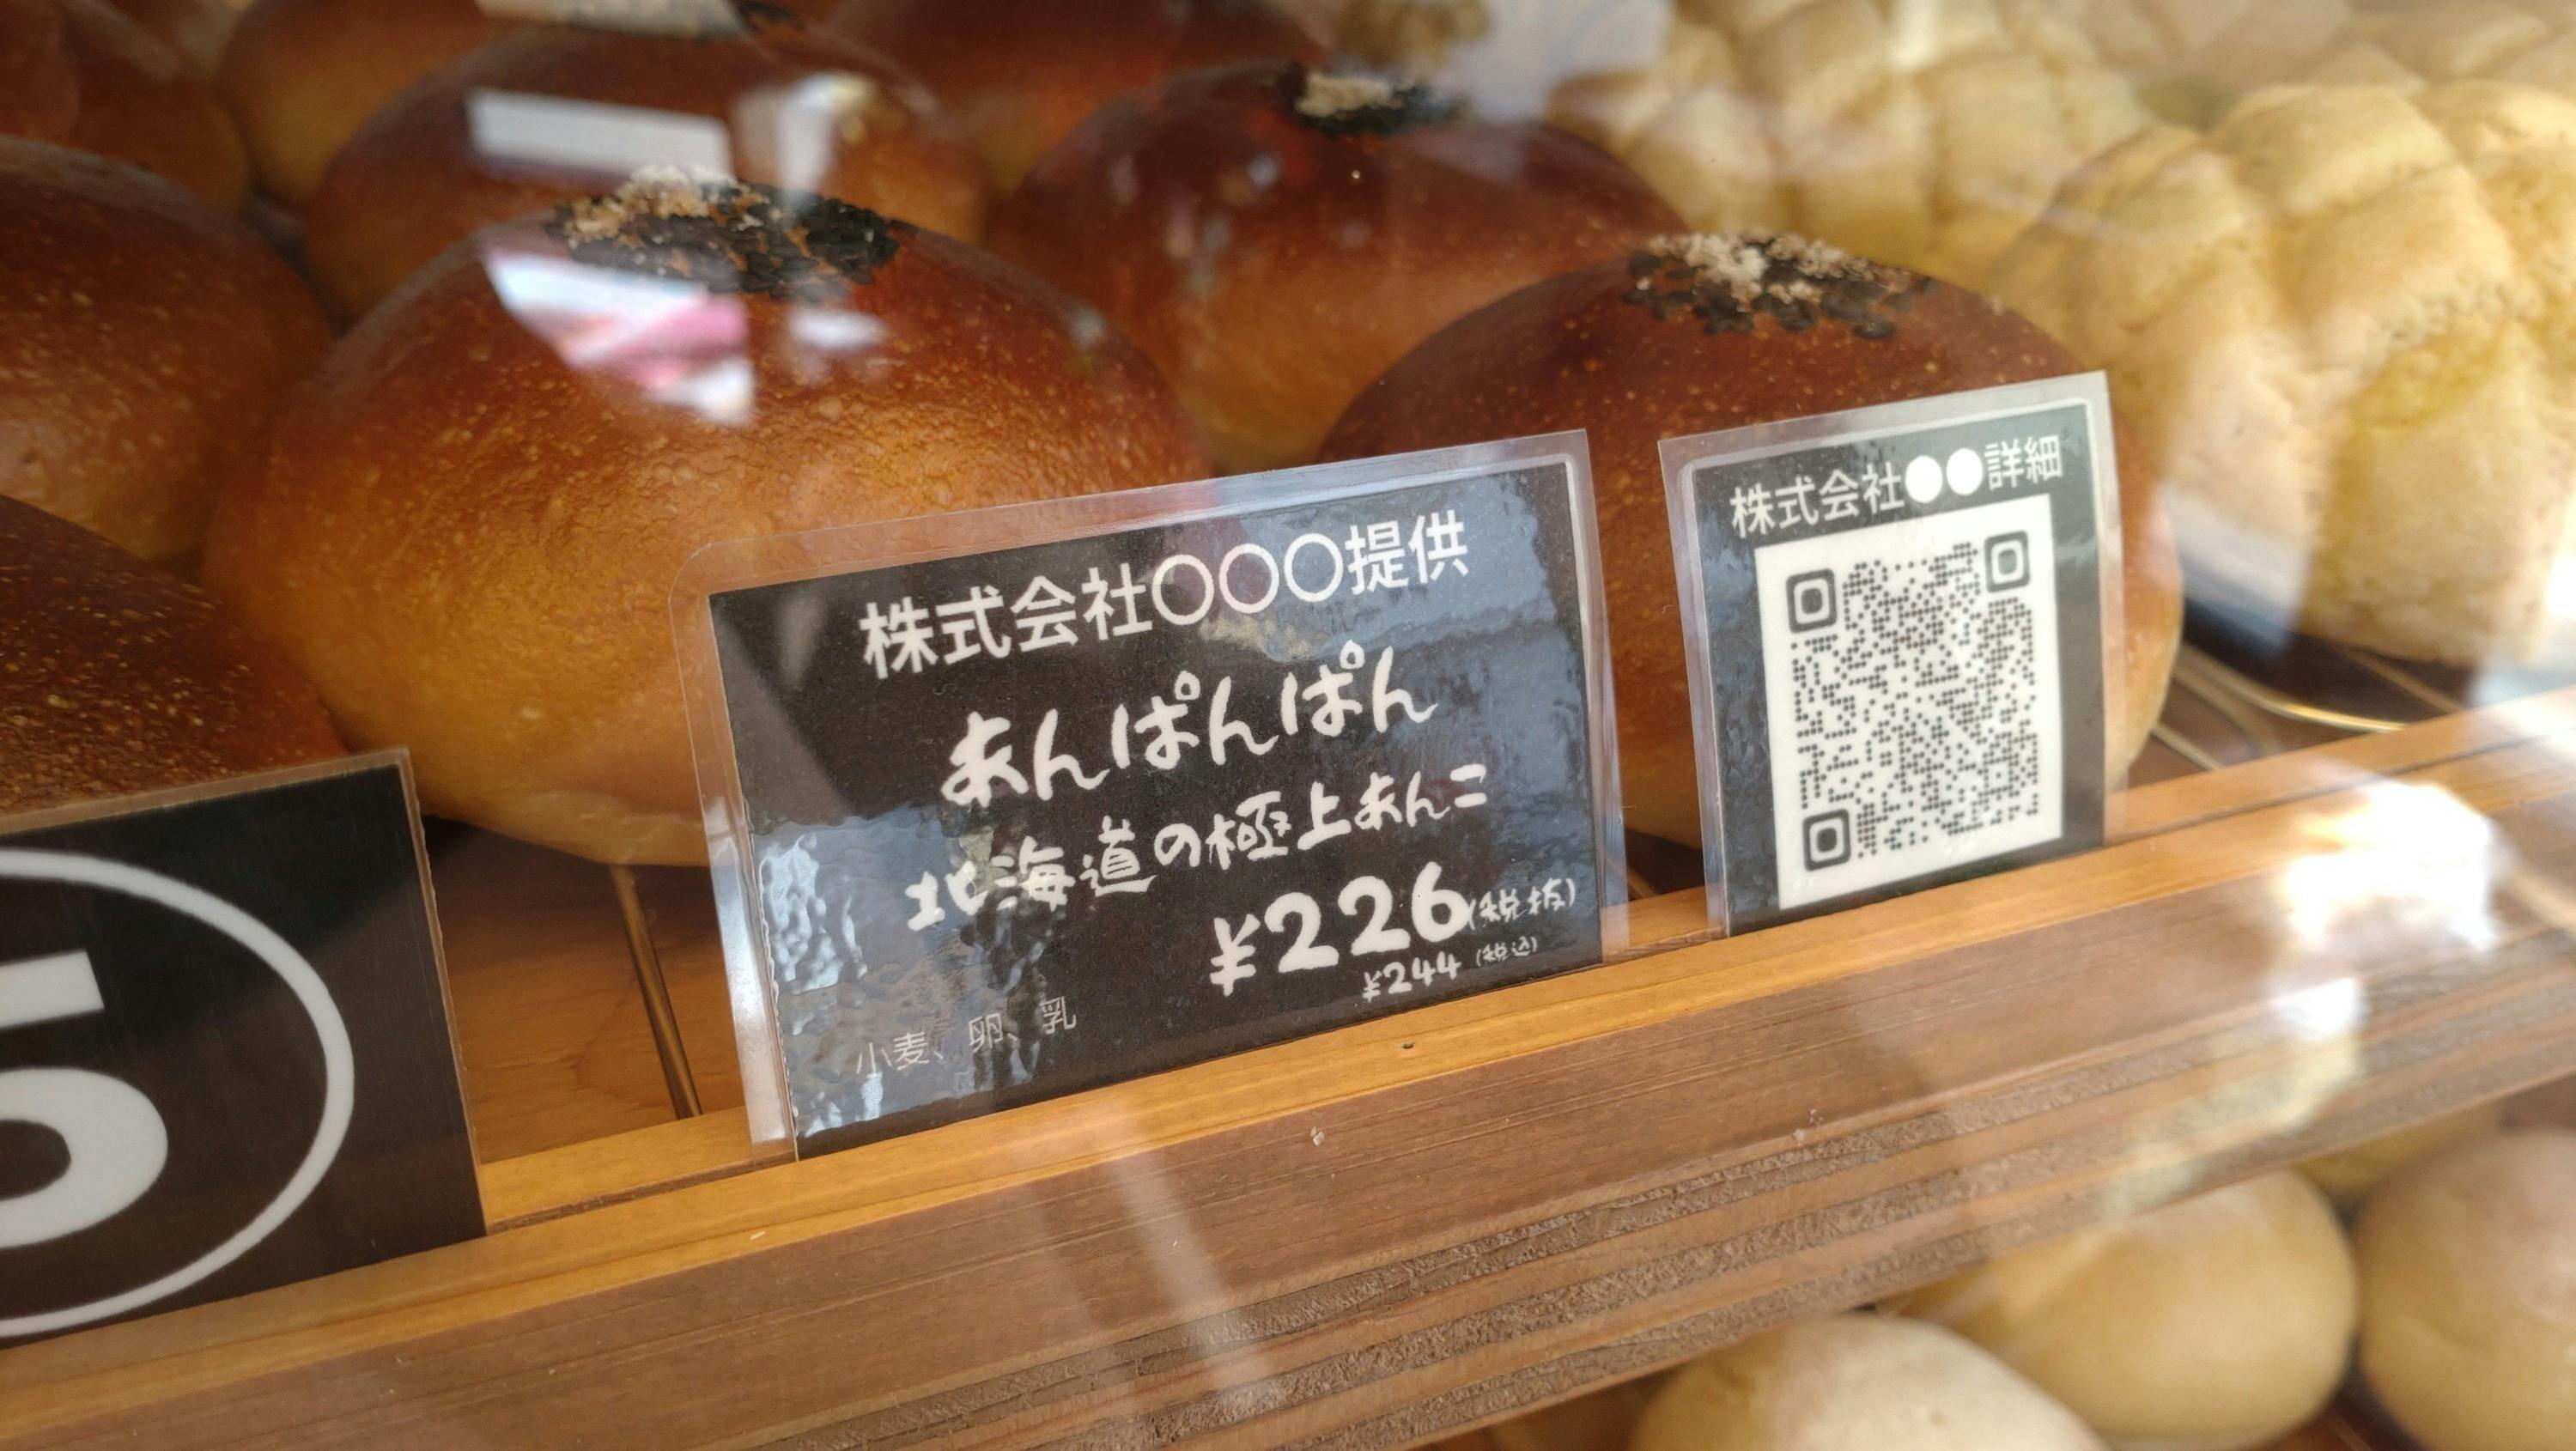 株式会社〇〇〇提供
あんぱんぱん
北海道の極上あんこ
¥226(税抜)
¥244(税込)
小麦、卵、乳
株式会社●●詳細
5